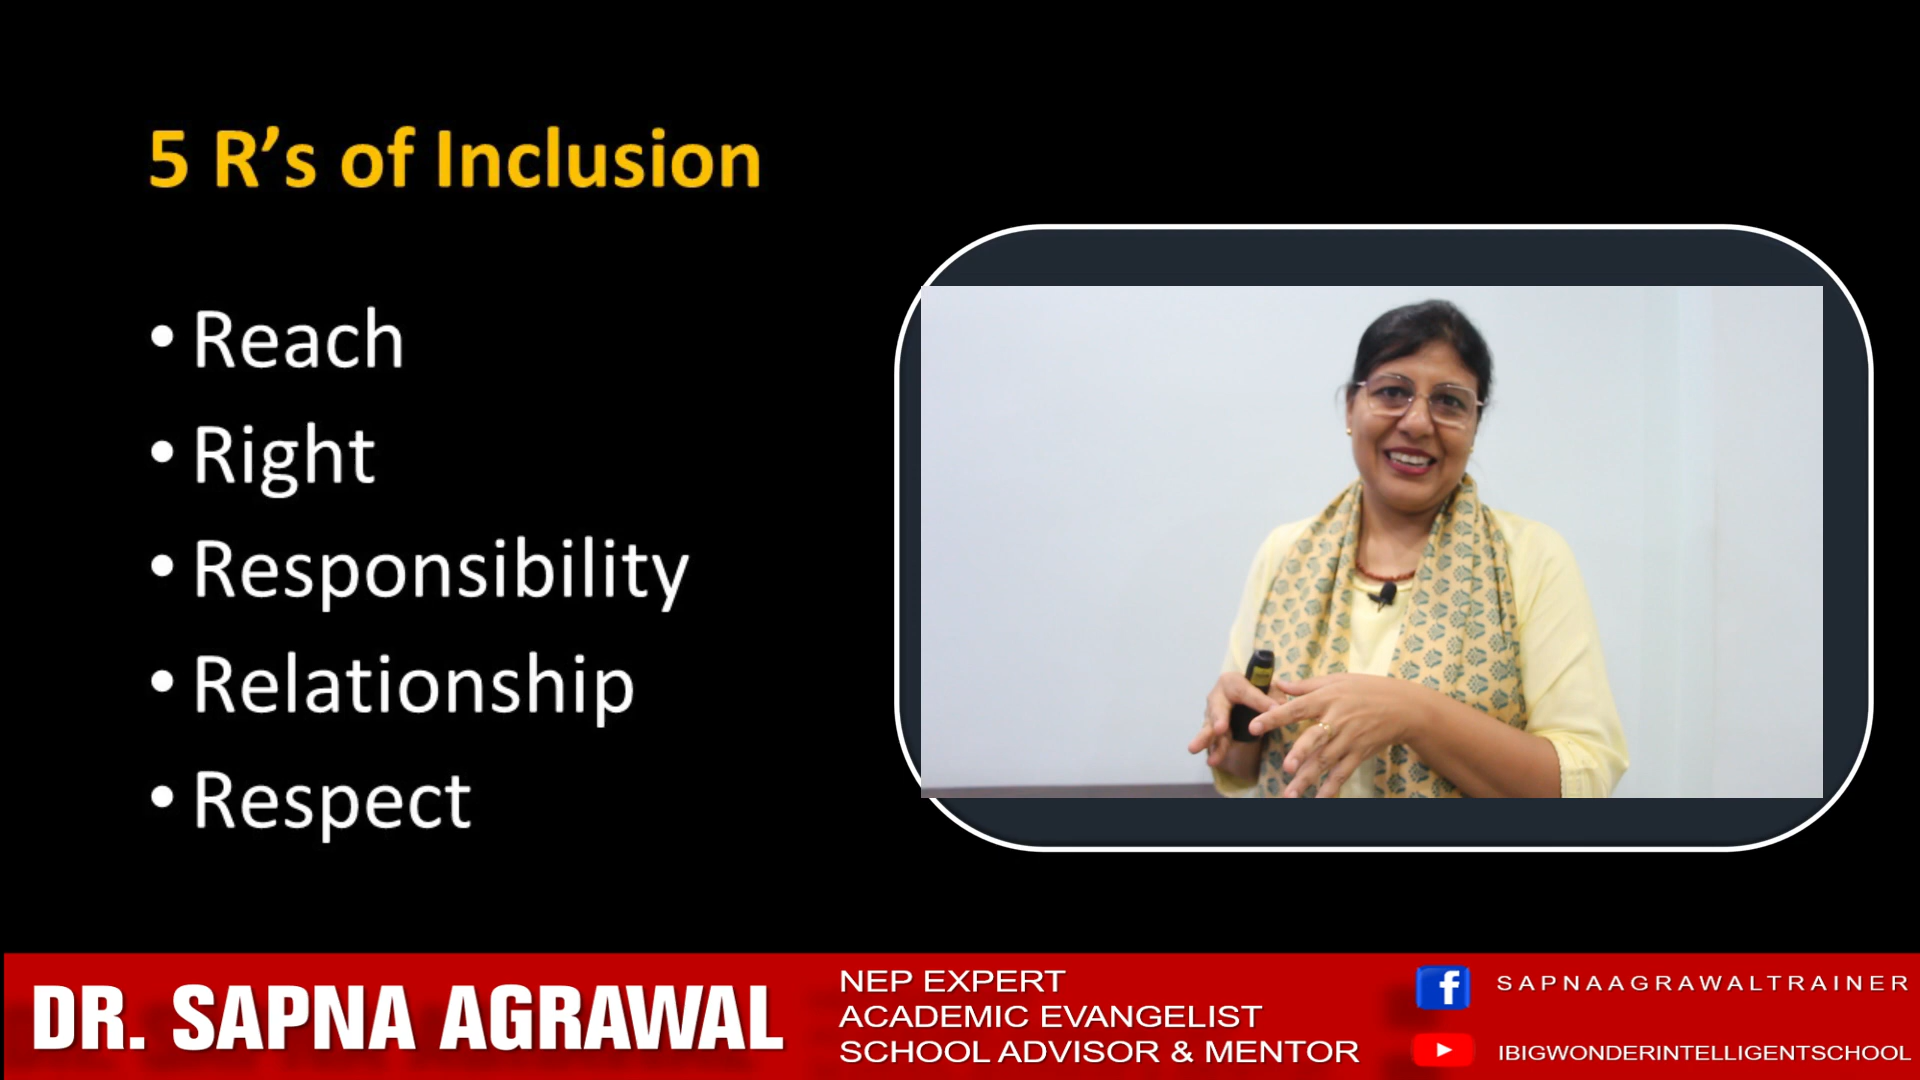 5 R’s of Inclusion
• Reach
• Right
• Responsibility
• Relationship
• Respect
DR. SAPNA AGRAWAL
NEP EXPERT
ACADEMIC EVANGELIST
SCHOOL ADVISOR & MENTOR
SAPNAAGRAWALTRAINER
IBIGWONDERINTELLIGENTSCHOOL